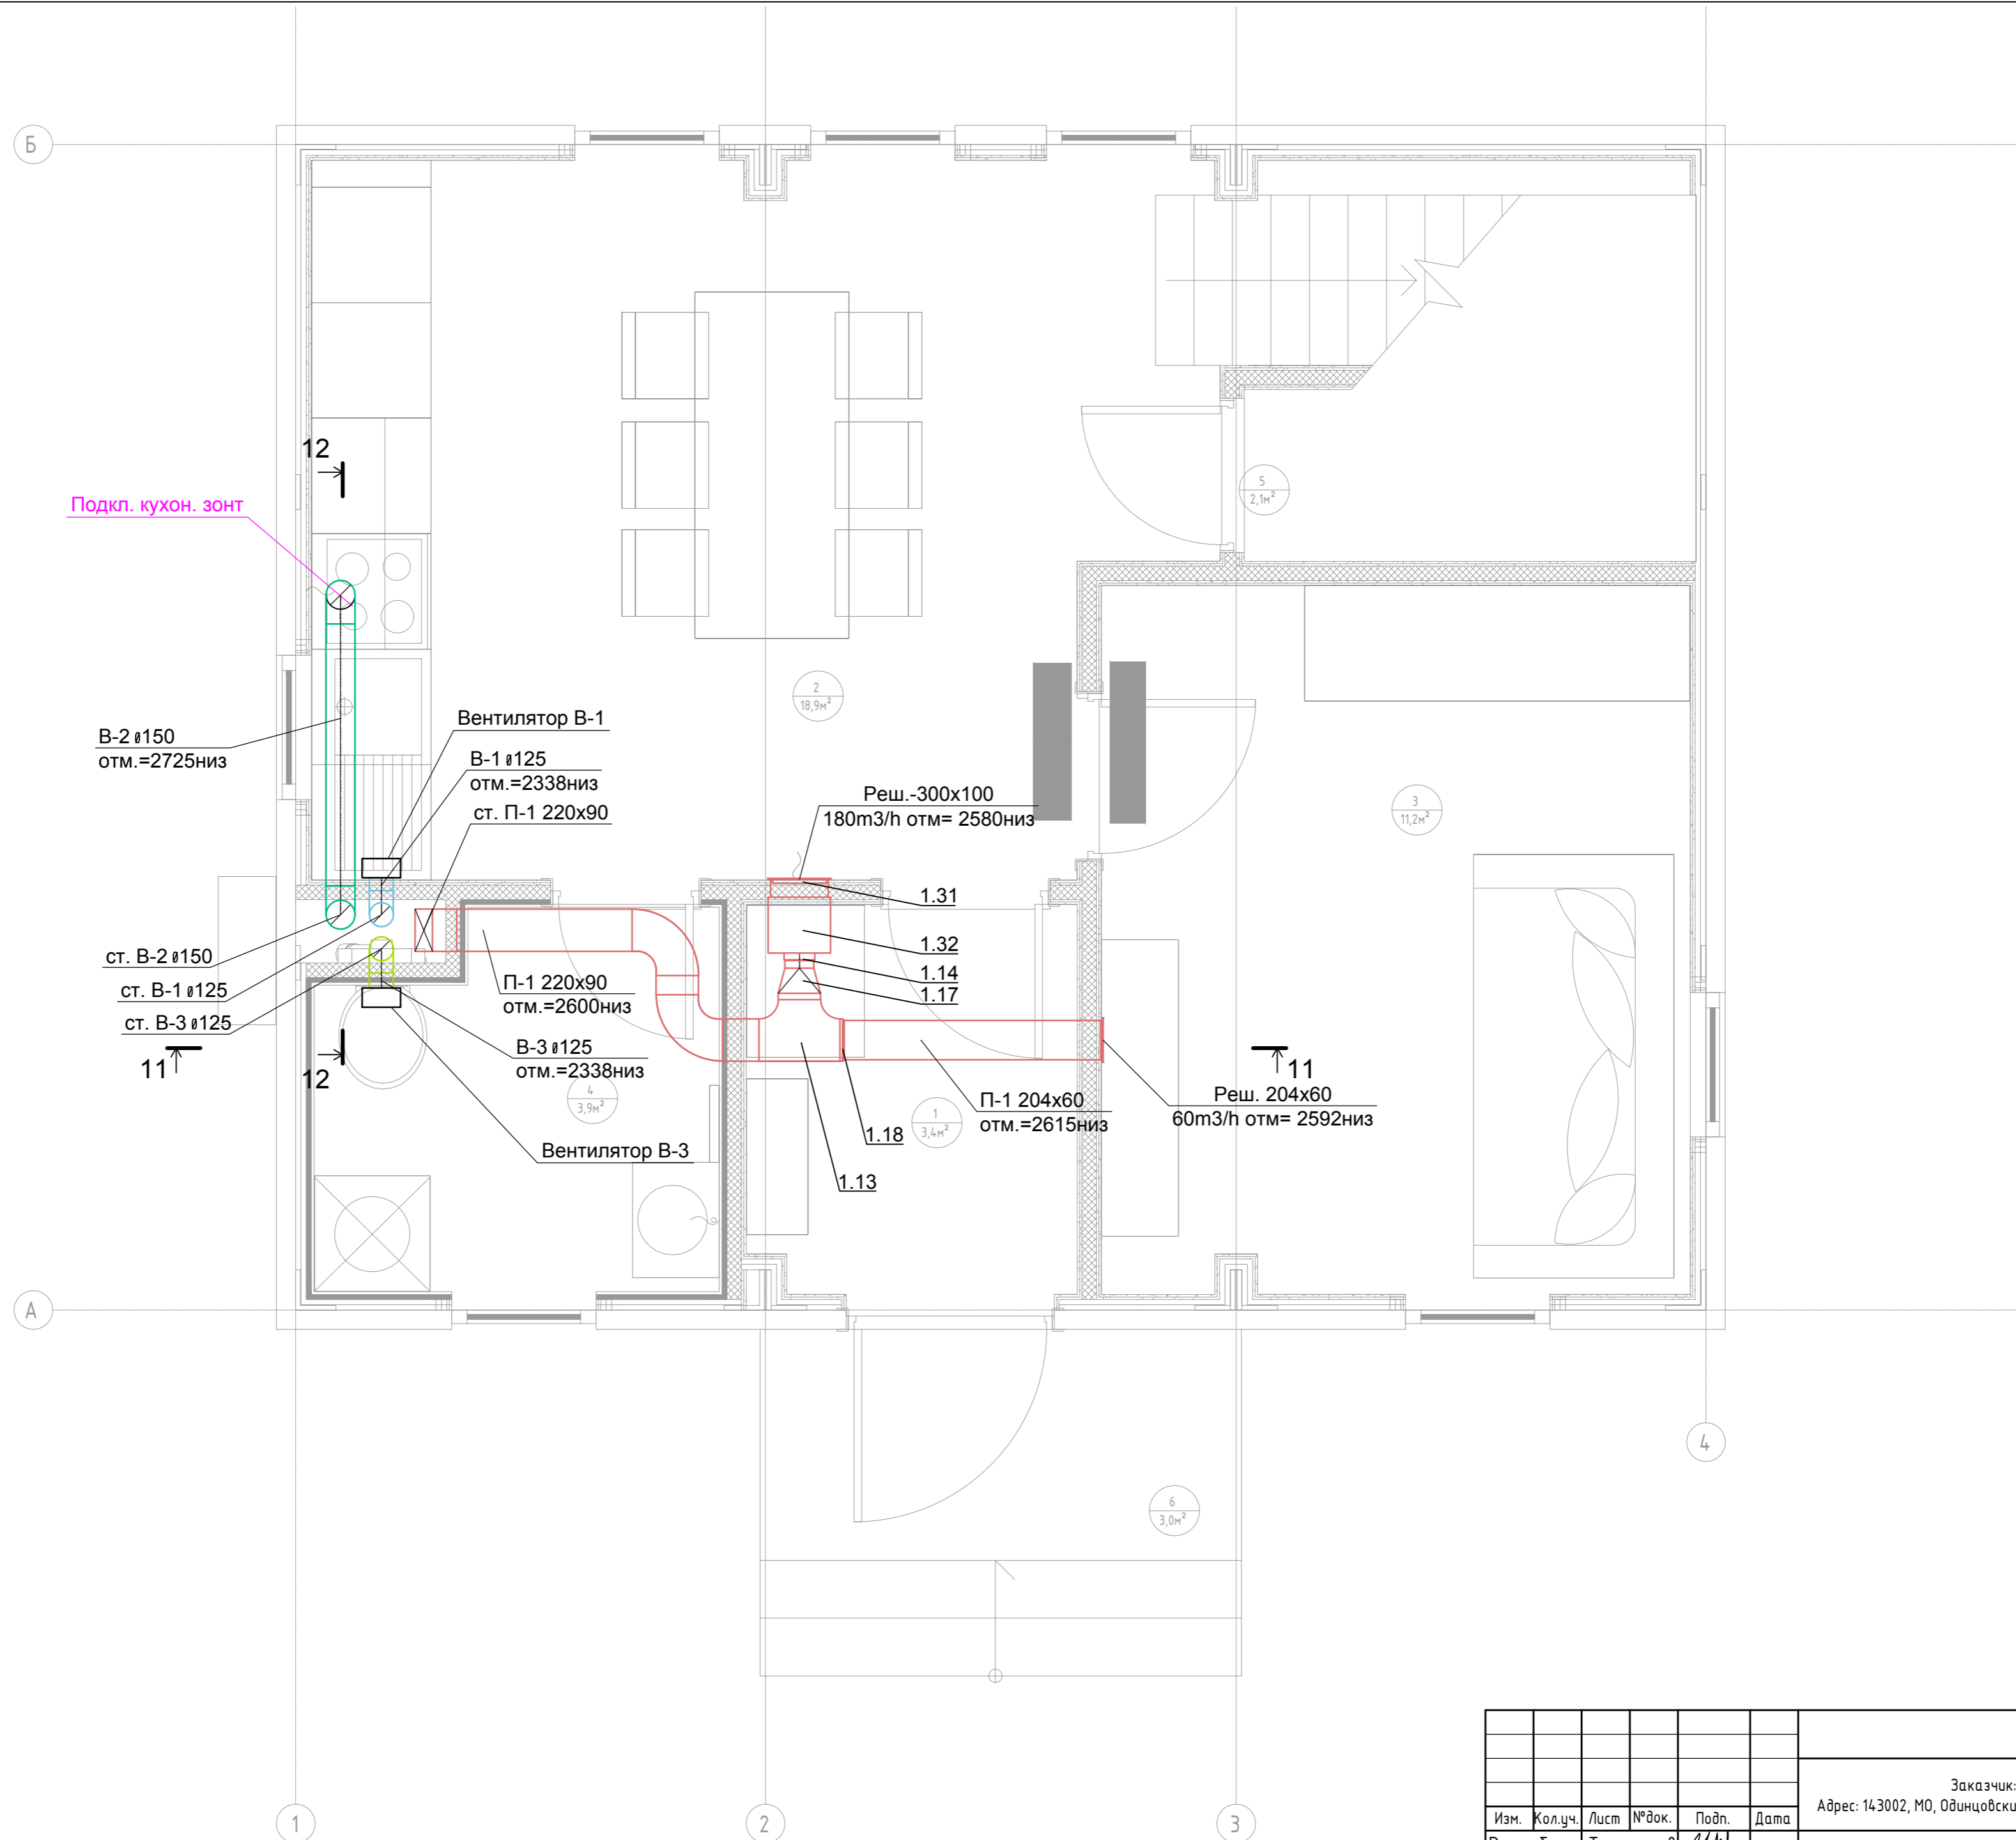 Б
12
5
2,1м²
Подкл. кухон. зонт
2
18,9м²
Вентилятор В-1
В-2 ø150
отм.=2725низ
В-1 ø125
отм.=2338низ
ст. П-1 220х90
Реш.-300х100
180m3/h отм= 2580низ
3
11,2м²
1.31
1.32
1.14
1.17
ст. В-2 ø150
ст. В-1 ø125
ст. В-3 ø125
П-1 220х90
отм.=2600низ
В-3 ø125
отм.=2338низ
11
12
11
4
3,9м²
Реш. 204х60
60m3/h отм= 2592низ
П-1 204х60
отм.=2615низ
1
3,4м²
1.18
Вентилятор В-3
1.13
А
4
6
3,0м²
1
2
3
Заказчик:
Адрес: 143002, МО, Одинцовски
Изм. Кол.уч. Лист №док. Подп. Дата